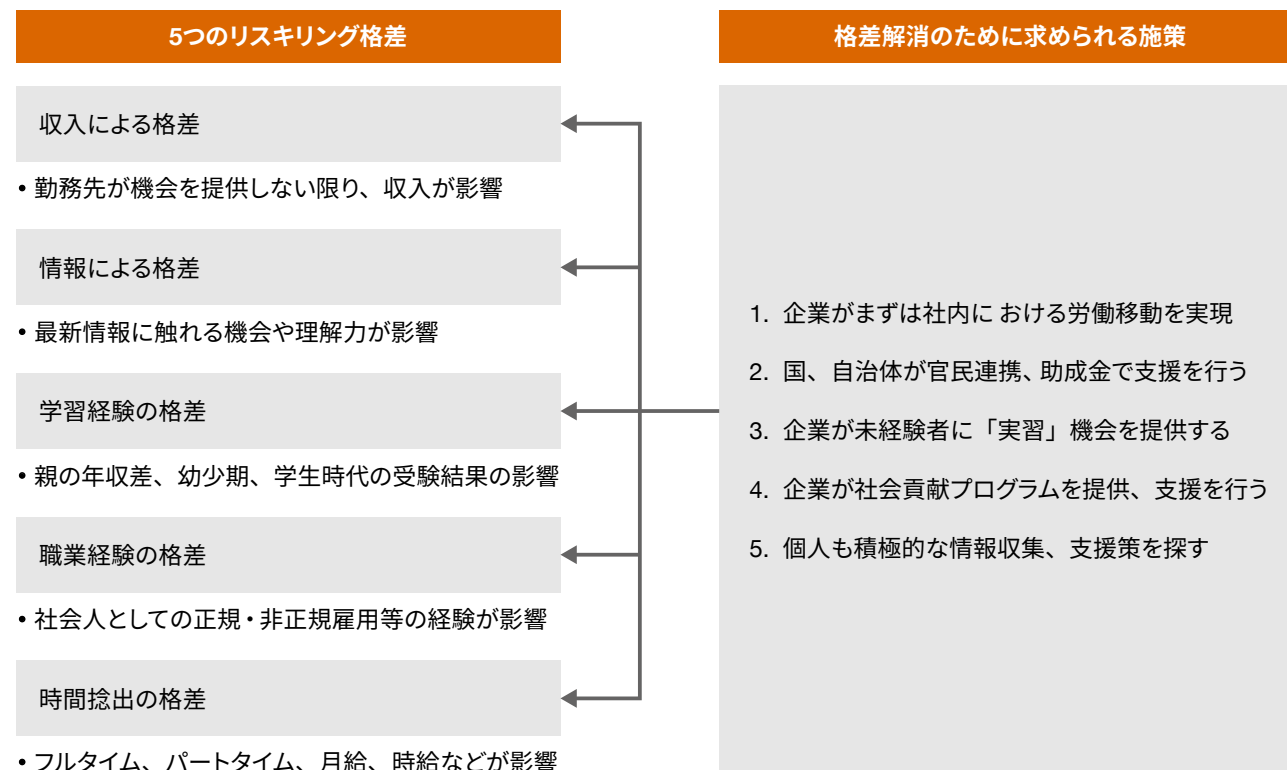 5つのリスキリング格差
収入による格差
• 勤務先が機会を提供しない限り、収入が影響
情報による格差
• 最新情報に触れる機会や理解力が影響
学習経験の格差
• 親の年収差、幼少期、学生時代の受験結果の影響
職業経験の格差
• 社会人としての正規・非正規雇用等の経験が影響
時間捻出の格差
• フルタイム、パートタイム、月給、時給などが影響
格差解消のために求められる施策
1. 企業がまずは社内に おける労働移動を実現
2. 国、自治体が官民連携、助成金で支援を行う
3. 企業が未経験者に「実習」機会を提供する
4. 企業が社会貢献プログラムを提供、支援を行う
5. 個人も積極的な情報収集、支援策を探す